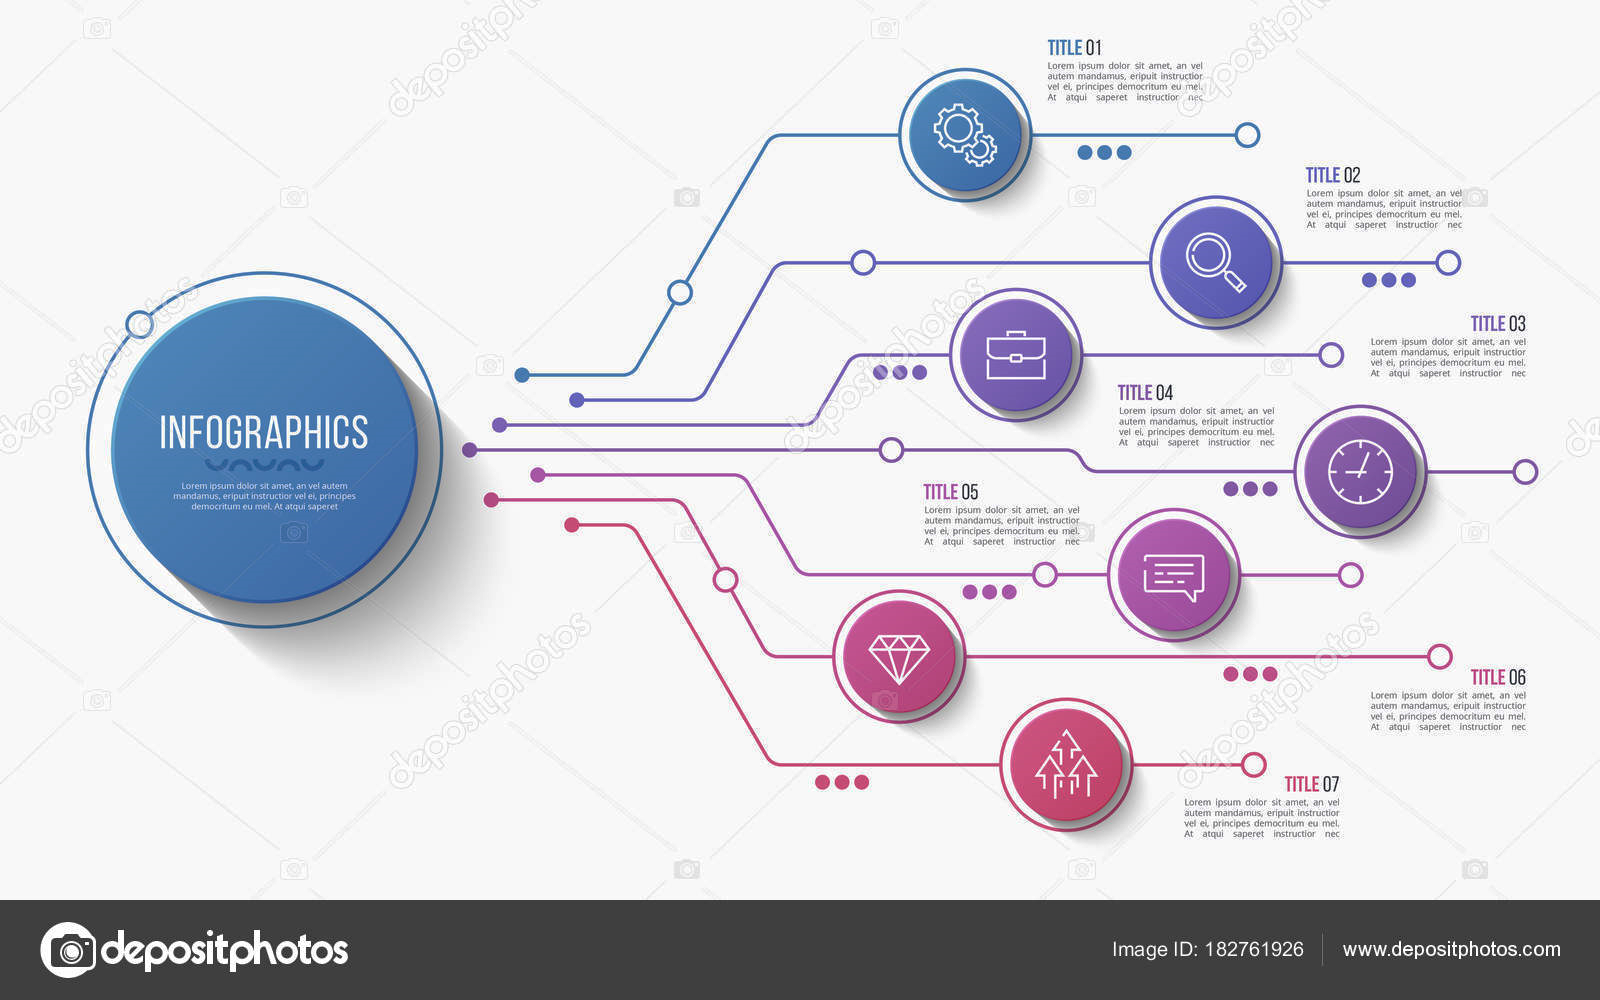 INFOGRAPHICS
Lorem ipsum dolor sit amet an vel autem
mandamus, eripuit instructior vel ei, principes
democritum eu mel. At atqui saperet
TITLE 01
Lorem ipsum dolor sit amet, an vel
autem mandamus, eripuit instructior
vel ei, principes democritum eu mel.
At atqui saperet instructior nec
TITLE 02
Lorem ipsum dolor sit amet, an vel
autem mandamus, eripuit instructior
vel ei, principes democritum eu mel.
At atqui saperet instructior nec
TITLE 03
Lorem ipsum dolor sit amet, an vel
autem mandamus, eripuit instructior
vel ei, principes democritum eu mel.
At atqui saperet instructior nec
TITLE 04
Lorem ipsum dolor sit amet, an vel
autem mandamus, eripuit instructior
vel ei, principes democritum eu mel.
At atqui saperet instructior nec
TITLE 05
Lorem ipsum dolor sit amet, an vel
autem mandamus, eripuit instructior
vel ei, principes democritum eu mel.
At atqui saperet instructior nec
TITLE 06
Lorem ipsum dolor sit amet, an vel
autem mandamus, eripuit instructior
vel ei, principes democritum eu mel.
At atqui saperet instructior nec
TITLE 07
Lorem ipsum dolor sit amet, an vel
autem mandamus, eripuit instructior
vel ei, principes democritum eu mel.
At atqui saperet instructior nec
depositphotos
depositphotos
depositphotos
depositphotos
depositphotos
depositphotos
depositphotos
Image ID: 182761926
www.depositphotos.com